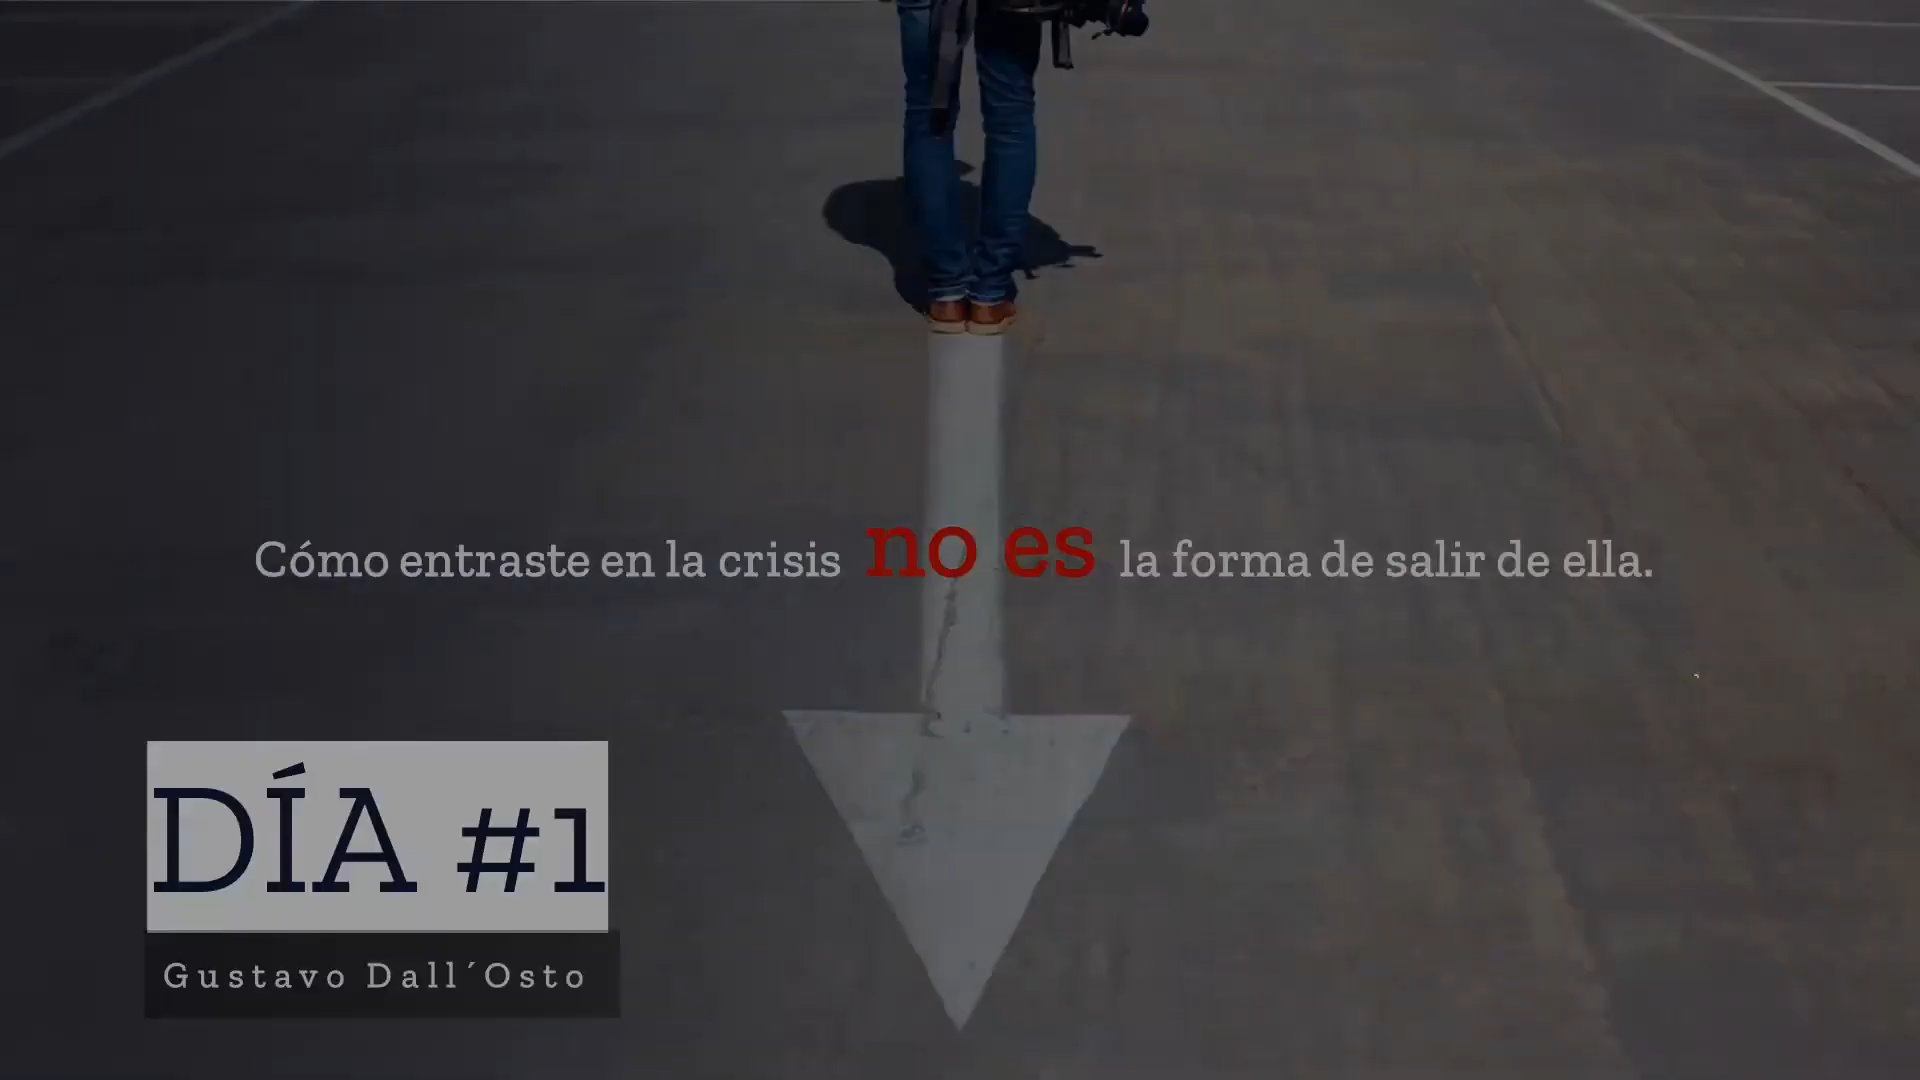 Cómo entraste en la crisis no es la forma de salir de ella.
DÍA #1
Gustavo Dall´Osto